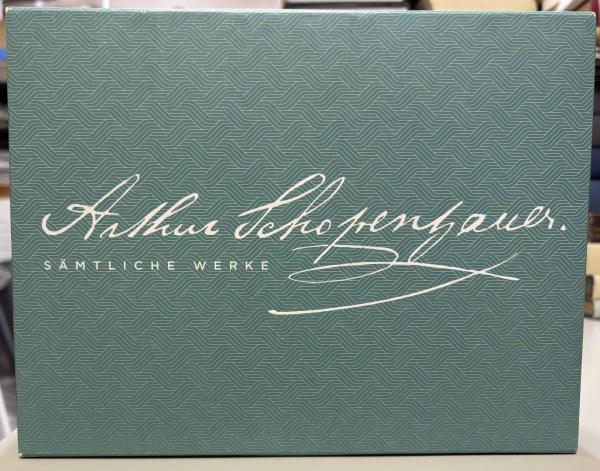 Arthur Schopenhauer.
SÄMTLICHE WERKE